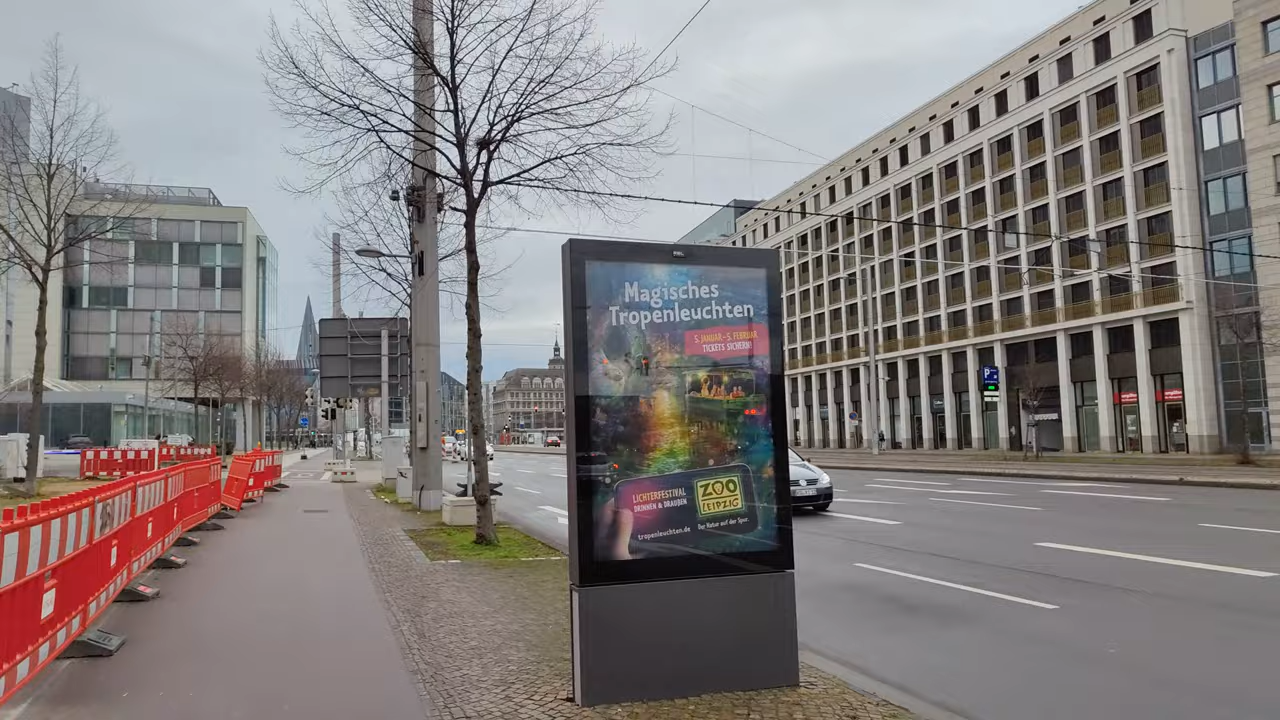 Magisches
Tropenleuchten
5. JANUAR–5. FEBRUAR
TICKETS SICHERN!
LICHTERFESTIVAL
DRINNEN & DRAUßEN
ZOO
LEIPZIG
Der Natur auf der Spur.
tropenleuchten.de
P